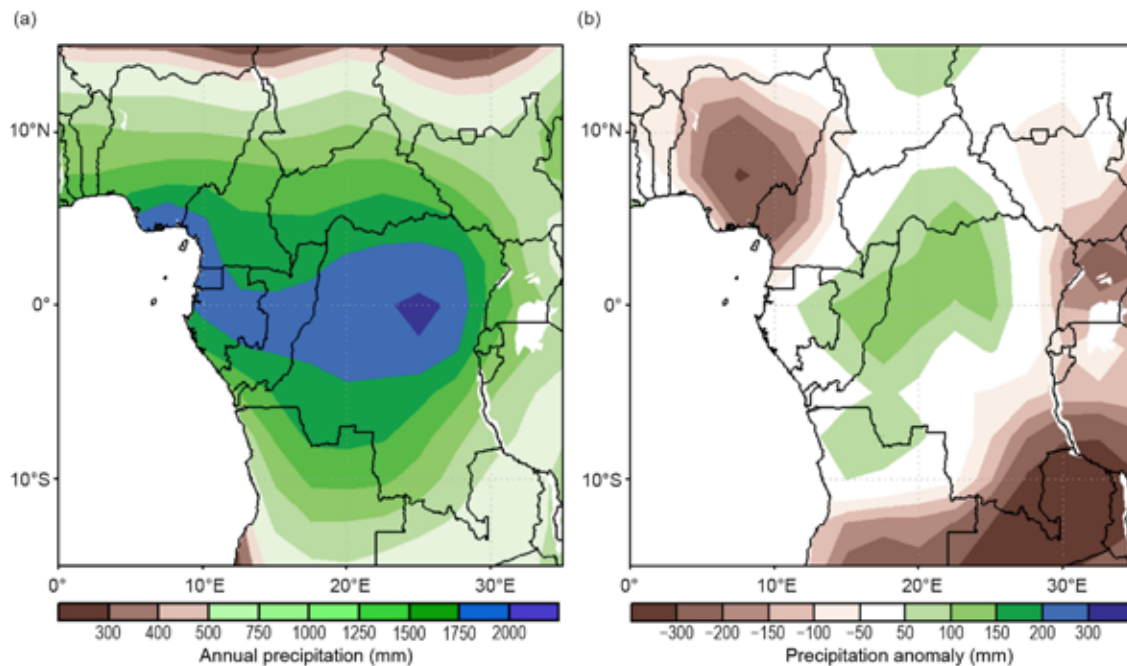 (a)
(b)
10°N
0°
10°S
0°
10°E
20°E
30°E
10°N
0°
10°S
0°
10°E
20°E
30°E
300 400 500 750 1000 1250 1500 1750 2000
Annual precipitation (mm)
−300 −200 −150 −100 −50 50 100 150 200 300
Precipitation anomaly (mm)